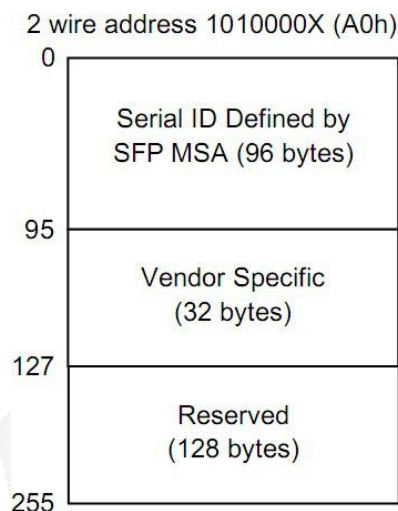 2 wire address 1010000X (A0h)
0
Serial ID Defined by
SFP MSA (96 bytes)
95
Vendor Specific
(32 bytes)
127
Reserved
(128 bytes)
255